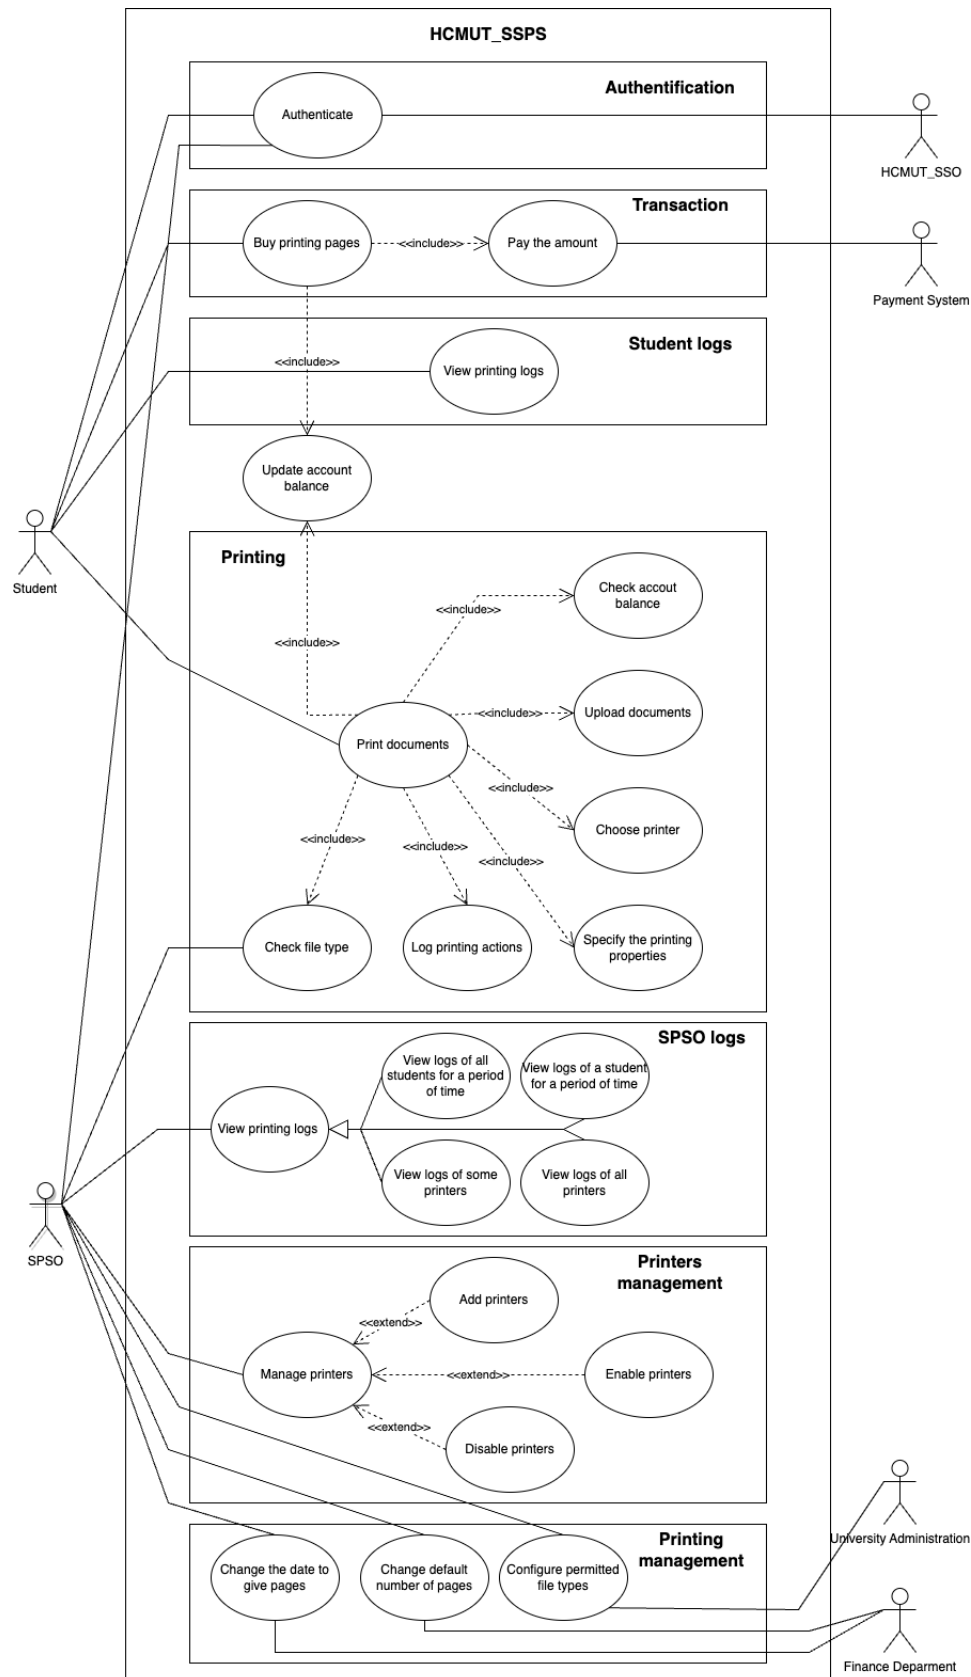 HCMUT_SSPS
Authentification
Authenticate
HCMUT_SSO
Transaction
Buy printing pages
<<include>>
Pay the amount
Payment System
Student logs
<<include>>
View printing logs
Update account
balance
Student
Printing
Check accout
balance
<<include>>
<<include>>
<<include>>
Upload documents
Print documents
<<include>>
Choose printer
<<include>>
<<include>>
<<include>>
Check file type
Log printing actions
Specify the printing
properties
SPSO logs
View logs of all
students for a period
of time
View logs of a student
for a period of time
View printing logs
View logs of some
printers
View logs of all
printers
SPSO
Printers
management
Add printers
<<extend>>
Manage printers
<<extend>>
Enable printers
<<extend>>
Disable printers
University Administration
Printing
management
Change the date to
give pages
Change default
number of pages
Configure permitted
file types
Finance Deparment